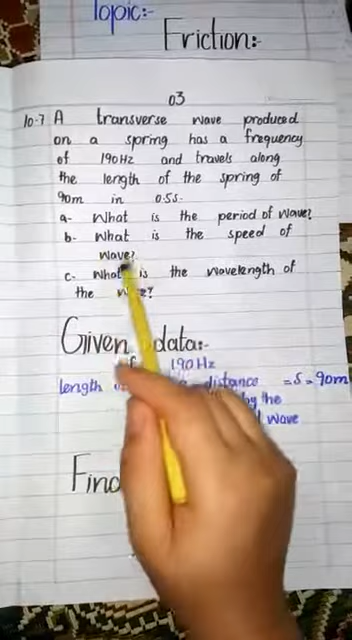 Topic:-
Friction:-
03
10.7 A transverse wave produced
on a spring has a frequency
of 190Hz and travels along
the length of the spring of
90m in 0.5s.
a- What is the period of wave?
b- What is the speed of
wave?
c- What is the wavelength of
the
Given data:-
f 190Hz
length distance = S = 90m
by the
wave